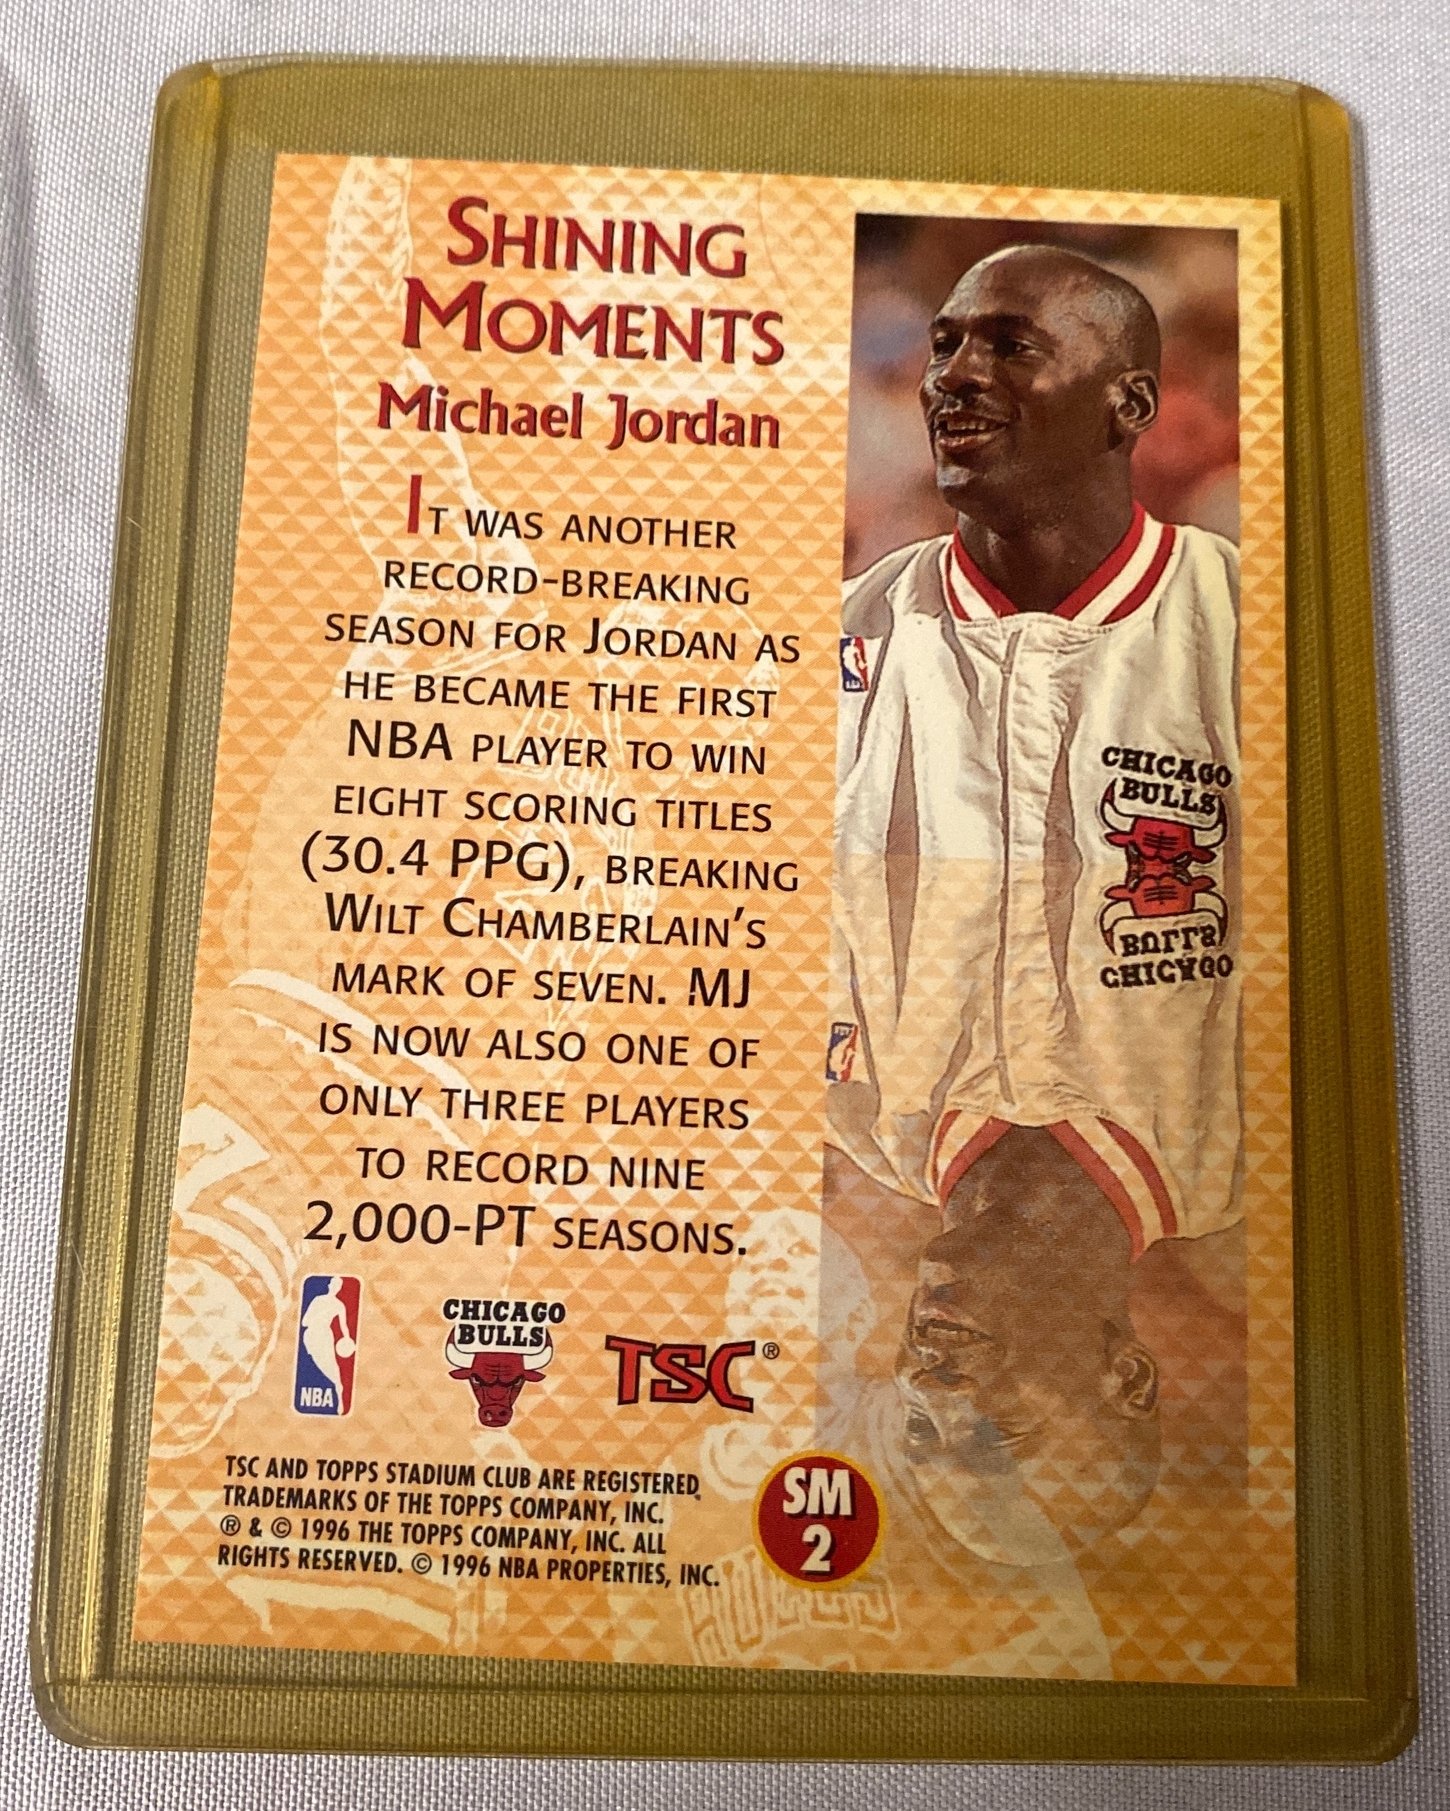 SHINING
MOMENTS
Michael Jordan
IT WAS ANOTHER
RECORD-BREAKING
SEASON FOR JORDAN AS
HE BECAME THE FIRST
NBA PLAYER TO WIN
EIGHT SCORING TITLES
(30.4 PPG), BREAKING
WILT CHAMBERLAIN'S
MARK OF SEVEN. MJ
IS NOW ALSO ONE OF
ONLY THREE PLAYERS
TO RECORD NINE
2,000-PT SEASONS.
CHICAGO
BULLS
BULLS
CHICAGO
NBA
CHICAGO
BULLS
TSC®
TSC AND TOPPS STADIUM CLUB ARE REGISTERED
TRADEMARKS OF THE TOPPS COMPANY, INC.
® & © 1996 THE TOPPS COMPANY, INC. ALL
RIGHTS RESERVED. © 1996 NBA PROPERTIES, INC.
SM
2